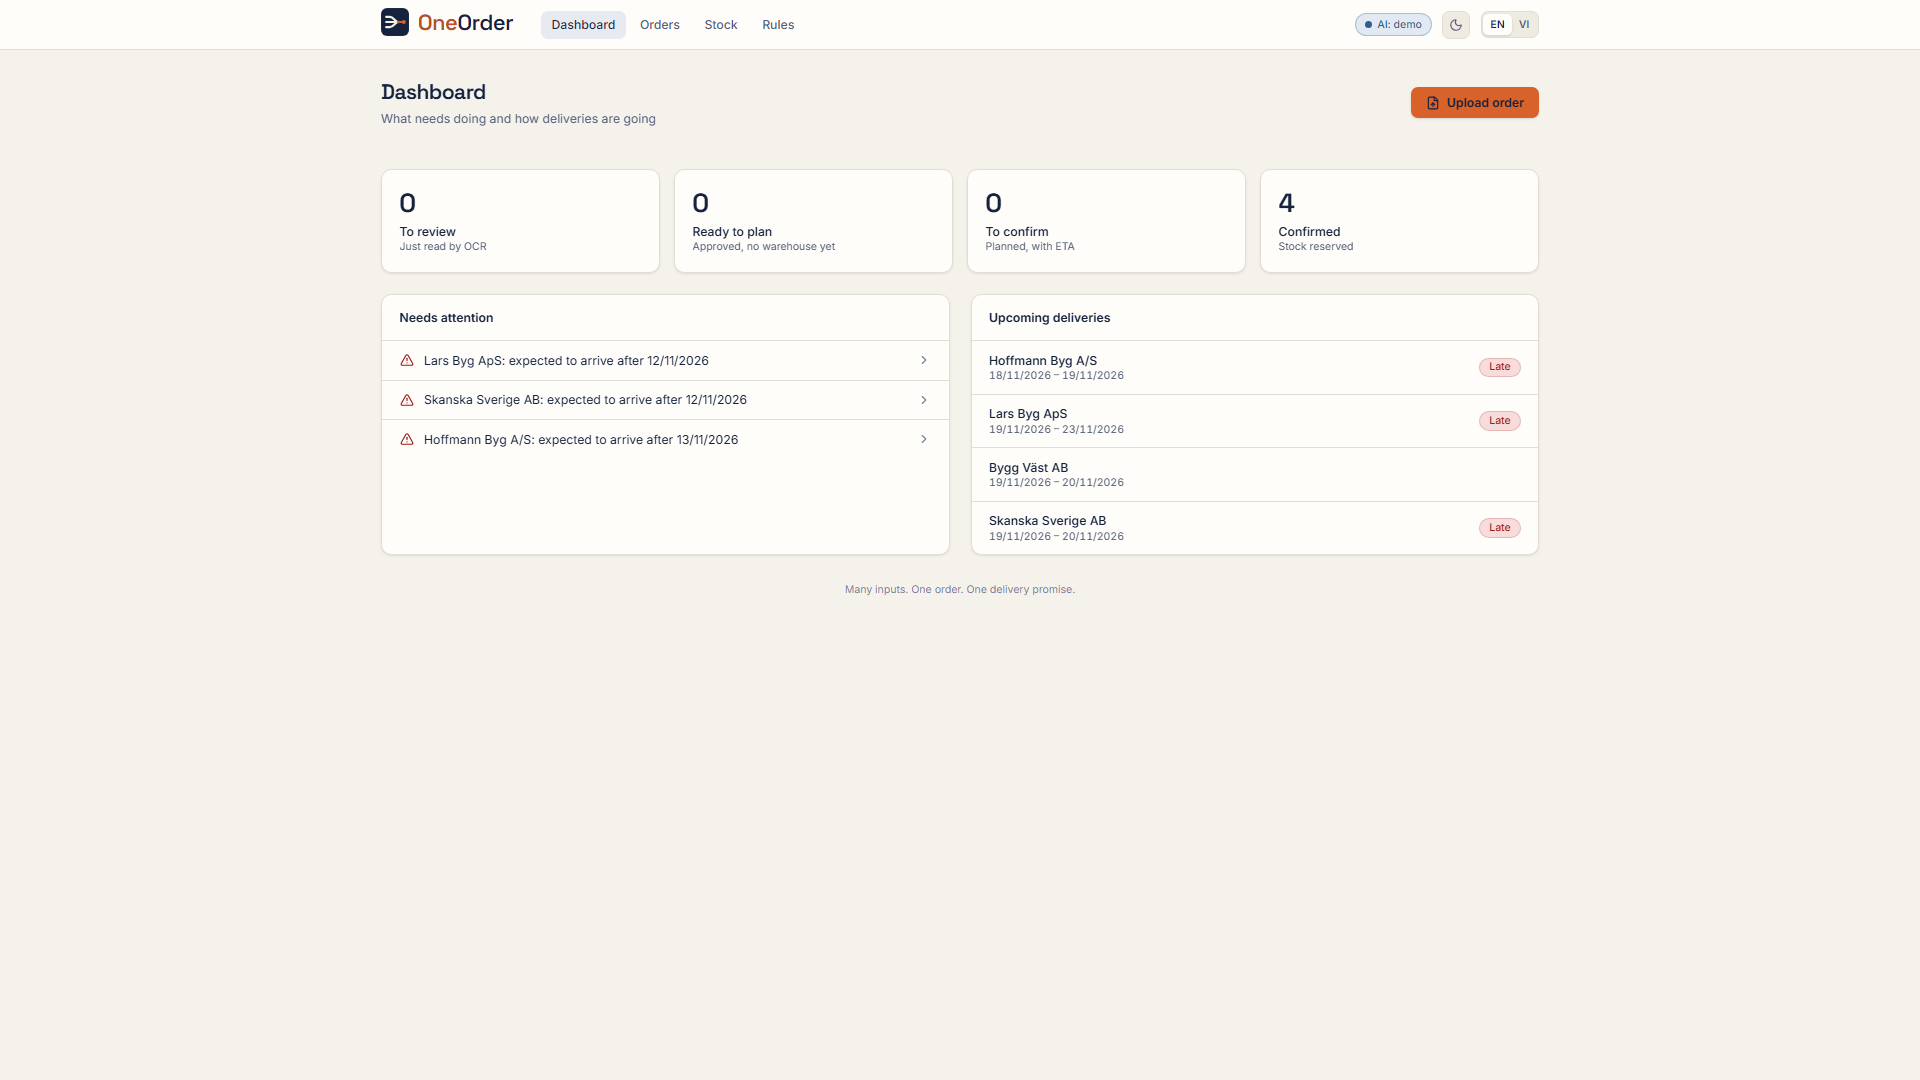 OneOrder
Dashboard
Orders
Stock
Rules
AI: demo
EN
VI
Dashboard
What needs doing and how deliveries are going
Upload order
0
To review
Just read by OCR
0
Ready to plan
Approved, no warehouse yet
0
To confirm
Planned, with ETA
4
Confirmed
Stock reserved
Needs attention
Lars Byg ApS: expected to arrive after 12/11/2026
Skanska Sverige AB: expected to arrive after 12/11/2026
Hoffmann Byg A/S: expected to arrive after 13/11/2026
Upcoming deliveries
Hoffmann Byg A/S
18/11/2026 – 19/11/2026
Late
Lars Byg ApS
19/11/2026 – 23/11/2026
Late
Bygg Väst AB
19/11/2026 – 20/11/2026
Skanska Sverige AB
19/11/2026 – 20/11/2026
Late
Many inputs. One order. One delivery promise.